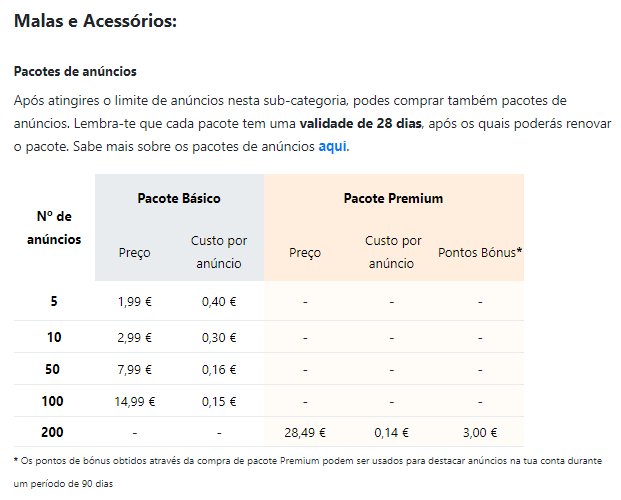 Malas e Acessórios:
Pacotes de anúncios
Após atingires o limite de anúncios nesta sub-categoria, podes comprar também pacotes de
anúncios. Lembra-te que cada pacote tem uma validade de 28 dias, após os quais poderás renovar
o pacote. Sabe mais sobre os pacotes de anúncios aqui.
Nº de anúncios Pacote Básico Pacote Premium
Preço Custo por anúncio Preço Custo por anúncio Pontos Bónus*
5 1,99 € 0,40 € - - -
10 2,99 € 0,30 € - - -
50 7,99 € 0,16 € - - -
100 14,99 € 0,15 € - - -
200 - - 28,49 € 0,14 € 3,00 €
* Os pontos de bónus obtidos através da compra de pacote Premium podem ser usados para destacar anúncios na tua conta durante
um período de 90 dias